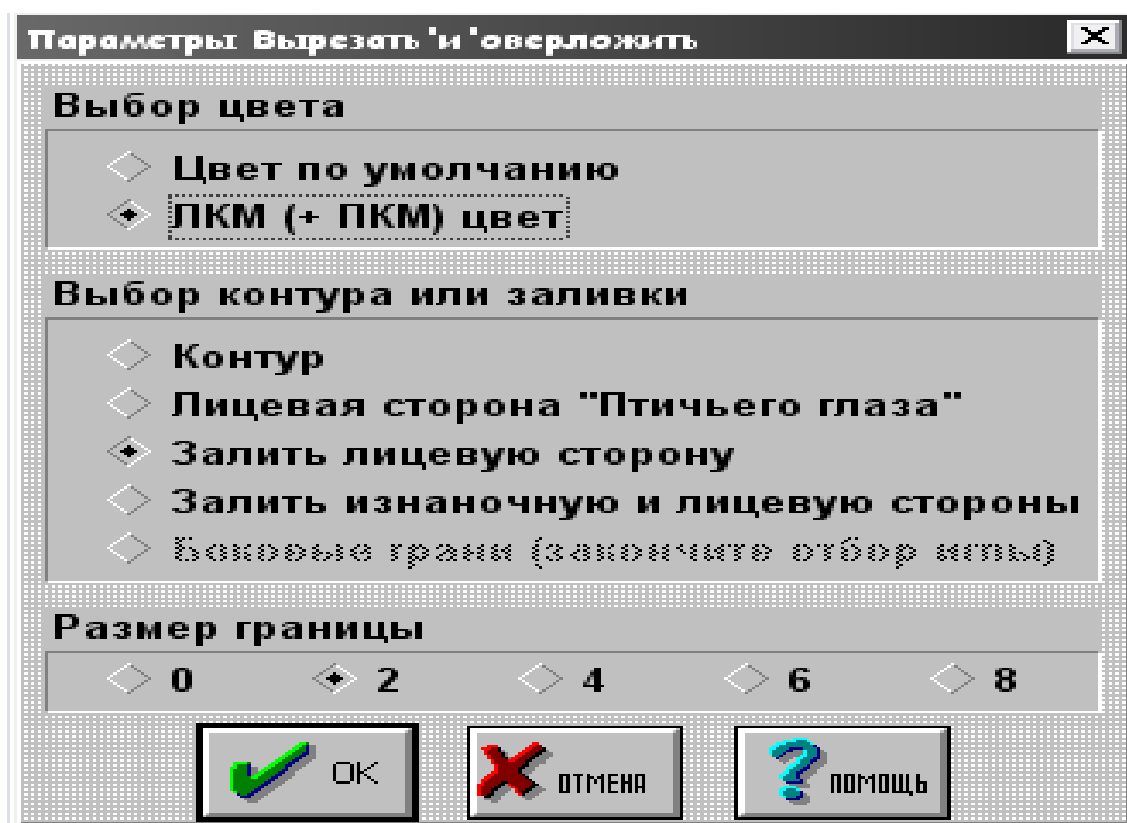 Параметры Вырезать 'и 'оверложить
Выбор цвета
Цвет по умолчанию
ЛКМ (+ ПКМ) цвет
Выбор контура или заливки
Контур
Лицевая сторона "Птичьего глаза"
Залить лицевую сторону
Залить изнаночную и лицевую стороны
Боковые грани (закончите отбор иглы)
Размер границы
0 2 4 6 8
OK ОТМЕНА ПОМОЩЬ